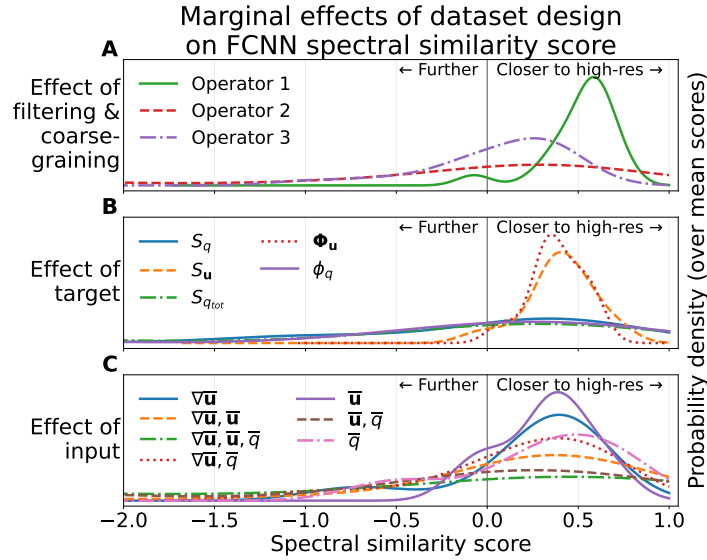 Marginal effects of dataset design
on FCNN spectral similarity score
A
← Further
Closer to high-res →
Effect of
filtering &
coarse-
graining
Operator 1
Operator 2
Operator 3
B
← Further
Closer to high-res →
Effect of
target
S_q
S_𝐮
S_{q_{tot}}
𝚽_𝐮
ϕ_q
C
← Further
Closer to high-res →
Effect of
input
∇𝐮̅
∇𝐮̅, 𝐮̅
∇𝐮̅, 𝐮̅, q̅
∇𝐮̅, q̅
𝐮̅
𝐮̅, q̅
q̅
−2.0 −1.5 −1.0 −0.5 0.0 0.5 1.0
Spectral similarity score
Probability density (over mean scores)